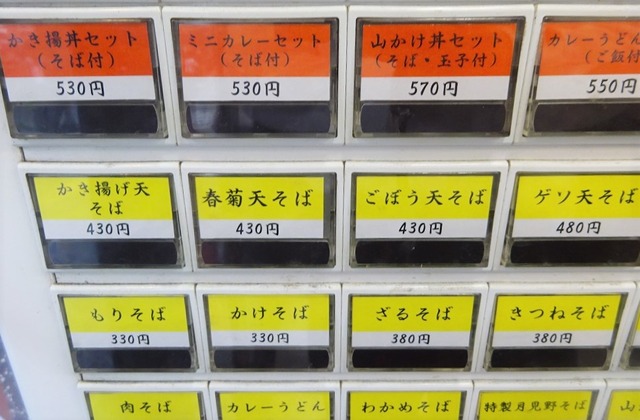 かき揚丼セット
（そば付）
530円
ミニカレーセット
（そば付）
530円
山かけ丼セット
（そば・玉子付）
570円
カレーうどん
（ご飯付
550円
かき揚げ天
そば
430円
春菊天そば
430円
ごぼう天そば
430円
ゲソ天そば
480円
もりそば
330円
かけそば
330円
ざるそば
380円
きつねそば
380円
肉そば
カレーうどん
わかめそば
特製月見野そば
山